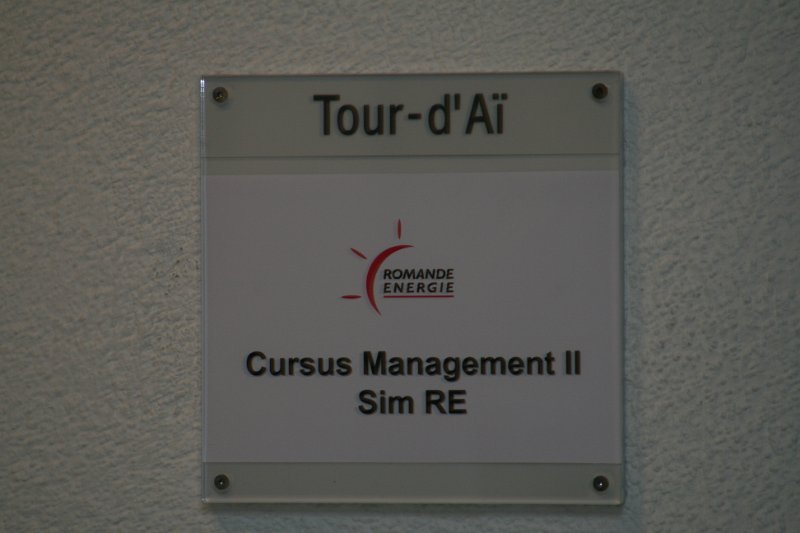 Tour-d'Aï
ROMANDE
ENERGIE
Cursus Management II
Sim RE